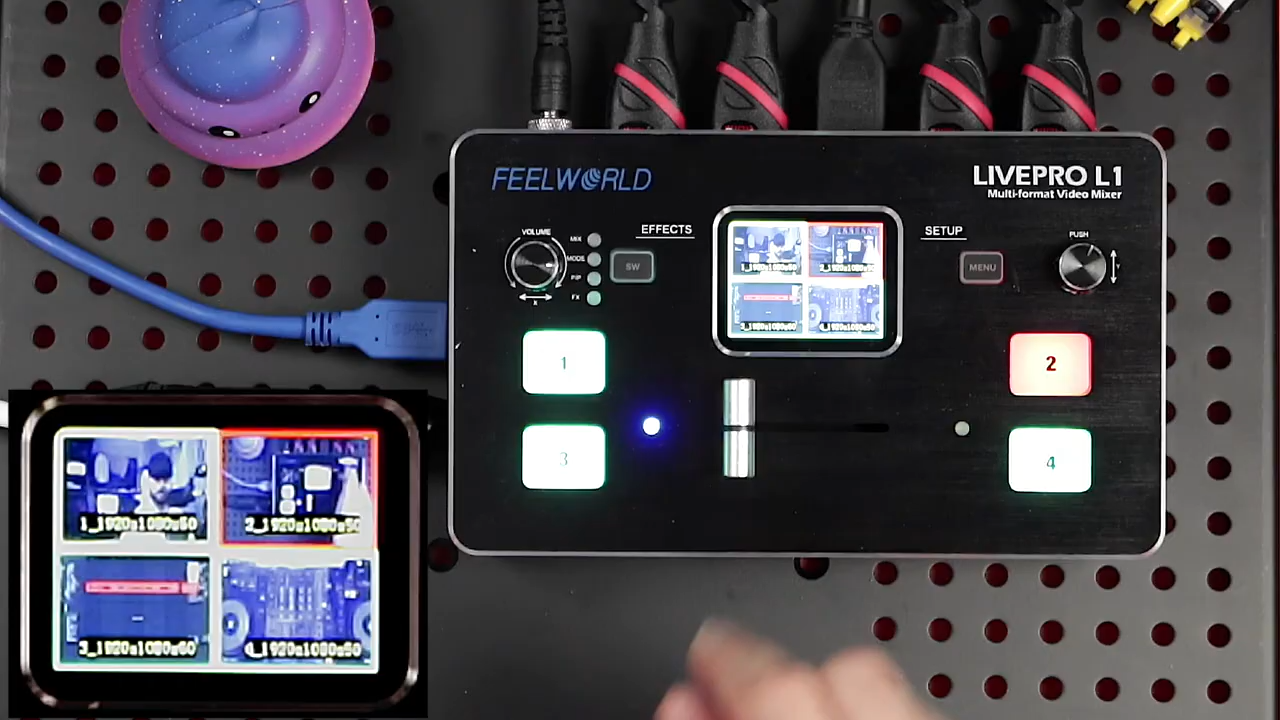 FEELWORLD
LIVEPRO L1
Multi-format Video Mixer
VOLUME
MIX
MODE
PIP
FX
X
EFFECTS
SW
SETUP
MENU
PUSH
Y
1
2
3
4
1_1920x1080x60
2_1920x1080x50
3_1920x1080x60
4_1920x1080x50